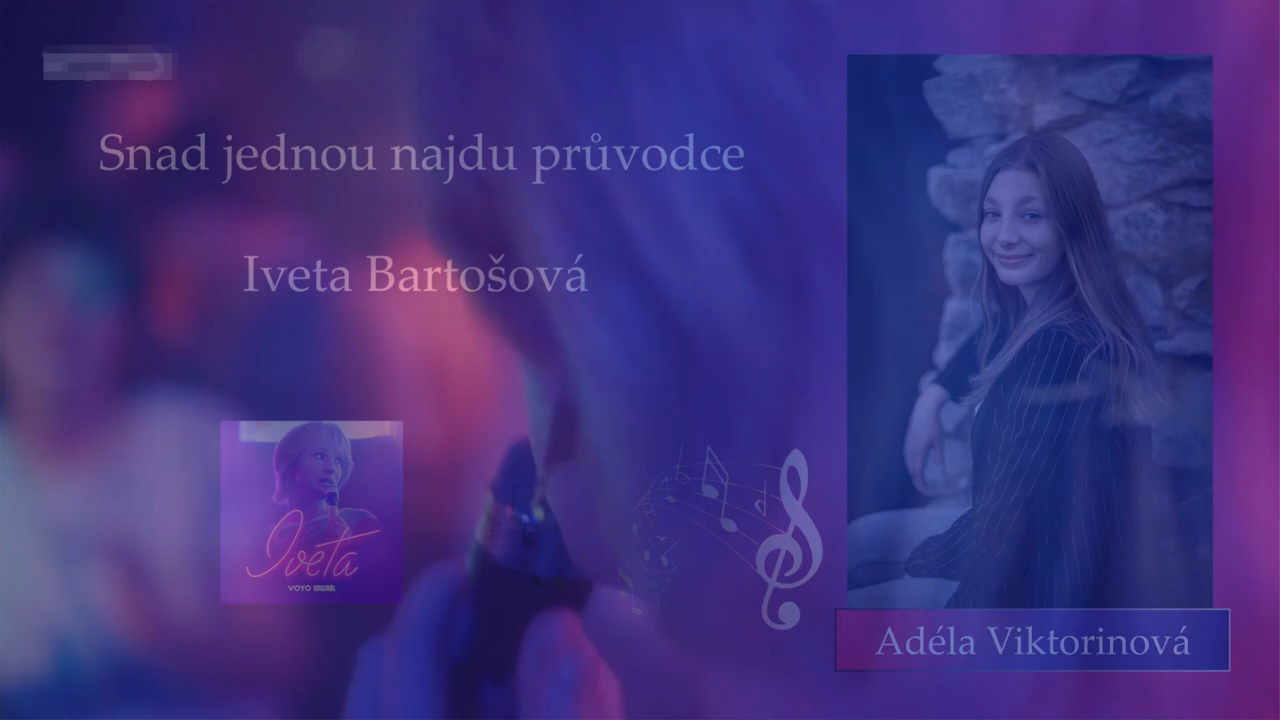 Snad jednou najdu průvodce
Iveta Bartošová
Iveta
VOYO ORIGINÁL
Adéla Viktorinová